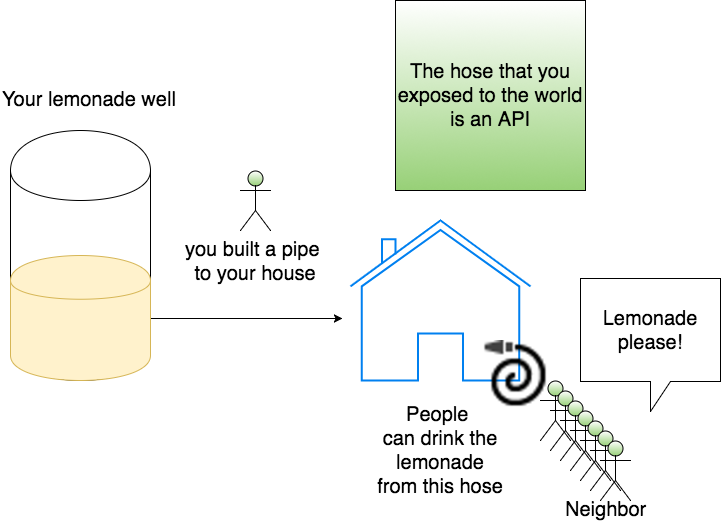 The hose that you
exposed to the world
is an API
Your lemonade well
you built a pipe
to your house
Lemonade
please!
People
can drink the
lemonade
from this hose
Neighbor